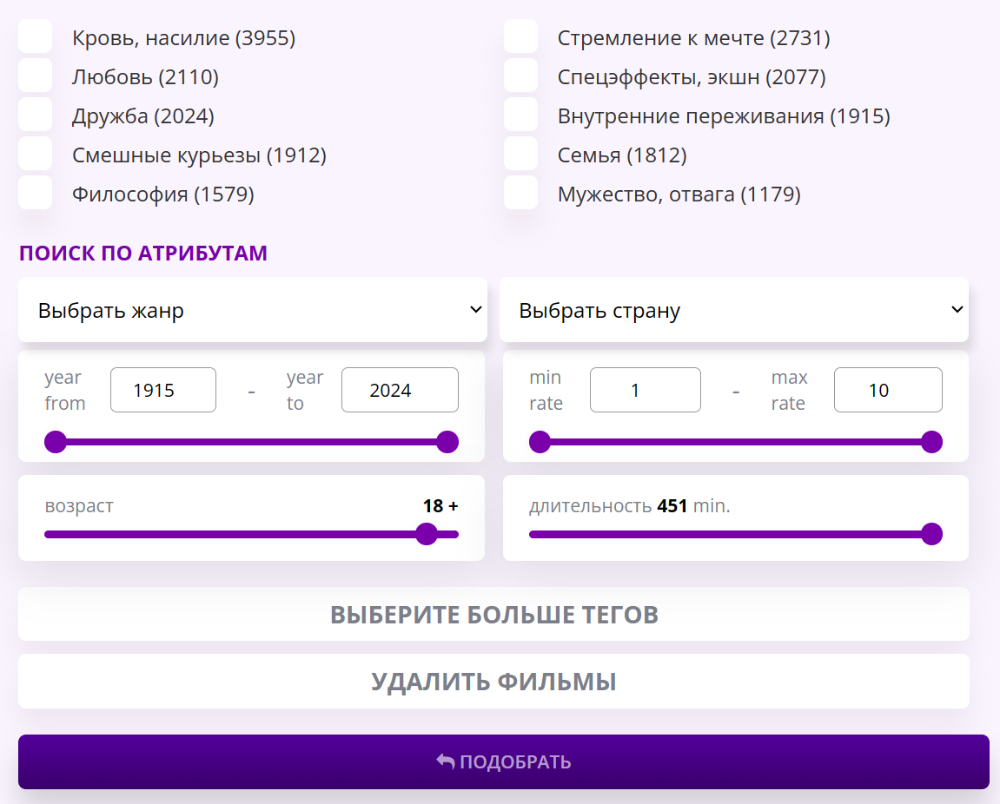 Кровь, насилие (3955)
Стремление к мечте (2731)
Любовь (2110)
Спецэффекты, экшн (2077)
Дружба (2024)
Внутренние переживания (1915)
Смешные курьезы (1912)
Семья (1812)
Философия (1579)
Мужество, отвага (1179)
ПОИСК ПО АТРИБУТАМ
Выбрать жанр
Выбрать страну
year from 1915 - year to 2024
min rate 1 - max rate 10
возраст 18 +
длительность 451 min.
ВЫБЕРИТЕ БОЛЬШЕ ТЕГОВ
УДАЛИТЬ ФИЛЬМЫ
ПОДОБРАТЬ